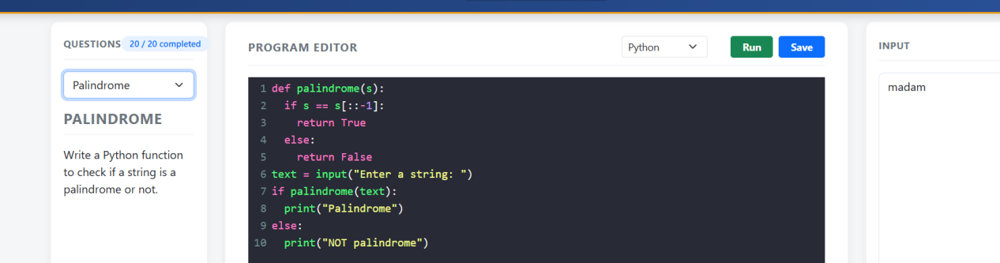 QUESTIONS 20 / 20 completed
Palindrome
PALINDROME
Write a Python function
to check if a string is a
palindrome or not.
PROGRAM EDITOR Python Run Save
1 def palindrome(s):
2   if s == s[::-1]:
3     return True
4   else:
5     return False
6 text = input("Enter a string: ")
7 if palindrome(text):
8   print("Palindrome")
9 else:
10   print("NOT palindrome")
INPUT
madam